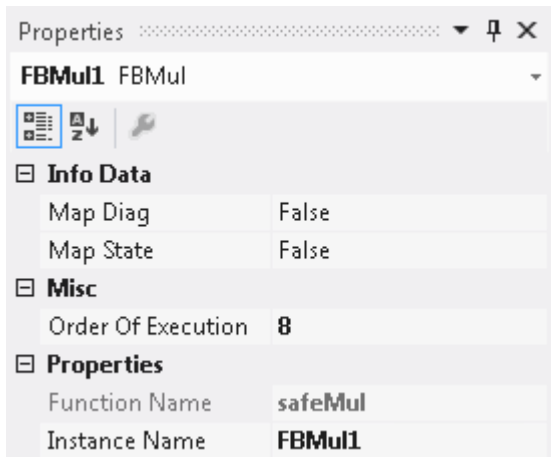 Properties
FBMul1 FBMul
Info Data
Map Diag False
Map State False
Misc
Order Of Execution 8
Properties
Function Name safeMul
Instance Name FBMul1